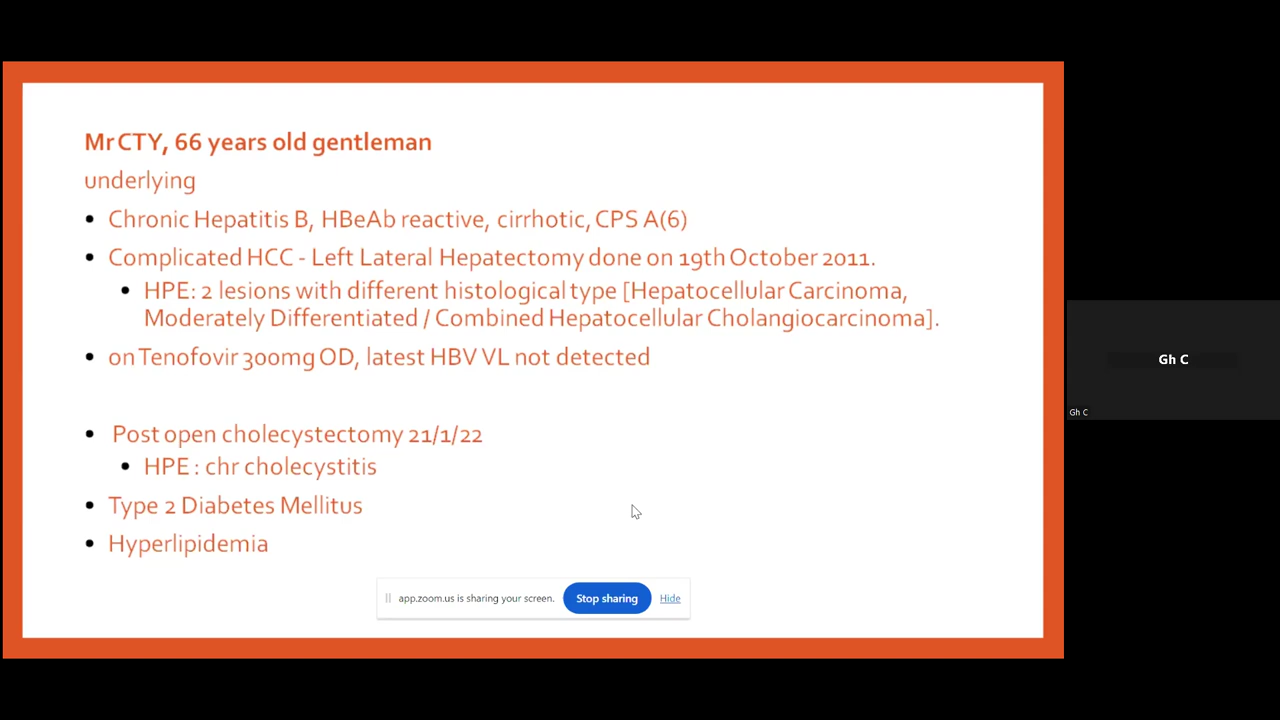 Mr CTY, 66 years old gentleman
underlying
• Chronic Hepatitis B, HBeAb reactive, cirrhotic, CPS A(6)
• Complicated HCC - Left Lateral Hepatectomy done on 19th October 2011.
• HPE: 2 lesions with different histological type [Hepatocellular Carcinoma,
Moderately Differentiated / Combined Hepatocellular Cholangiocarcinoma].
• on Tenofovir 300mg OD, latest HBV VL not detected
• Post open cholecystectomy 21/1/22
• HPE : chr cholecystitis
• Type 2 Diabetes Mellitus
• Hyperlipidemia
app.zoom.us is sharing your screen. Stop sharing Hide
Gh C
Gh C